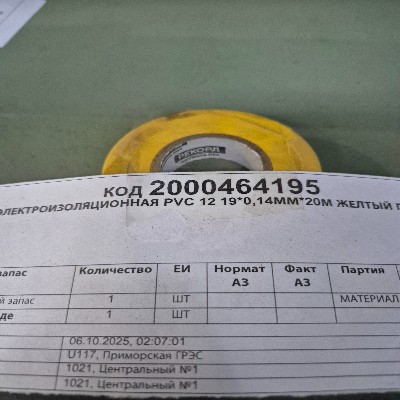 РЕКОРД
код 2000464195
ЭЛЕКТРОИЗОЛЯЦИОННАЯ PVC 12 19*0,14ММ*20М ЖЕЛТЫЙ
запас Количество ЕИ Нормат АЗ Факт АЗ Партия
запас 1 ШТ МАТЕРИАЛ
1 ШТ
06.10.2025, 02:07:01
U117, Приморская ГРЭС
1021, Центральный №1
1021, Центральный №1